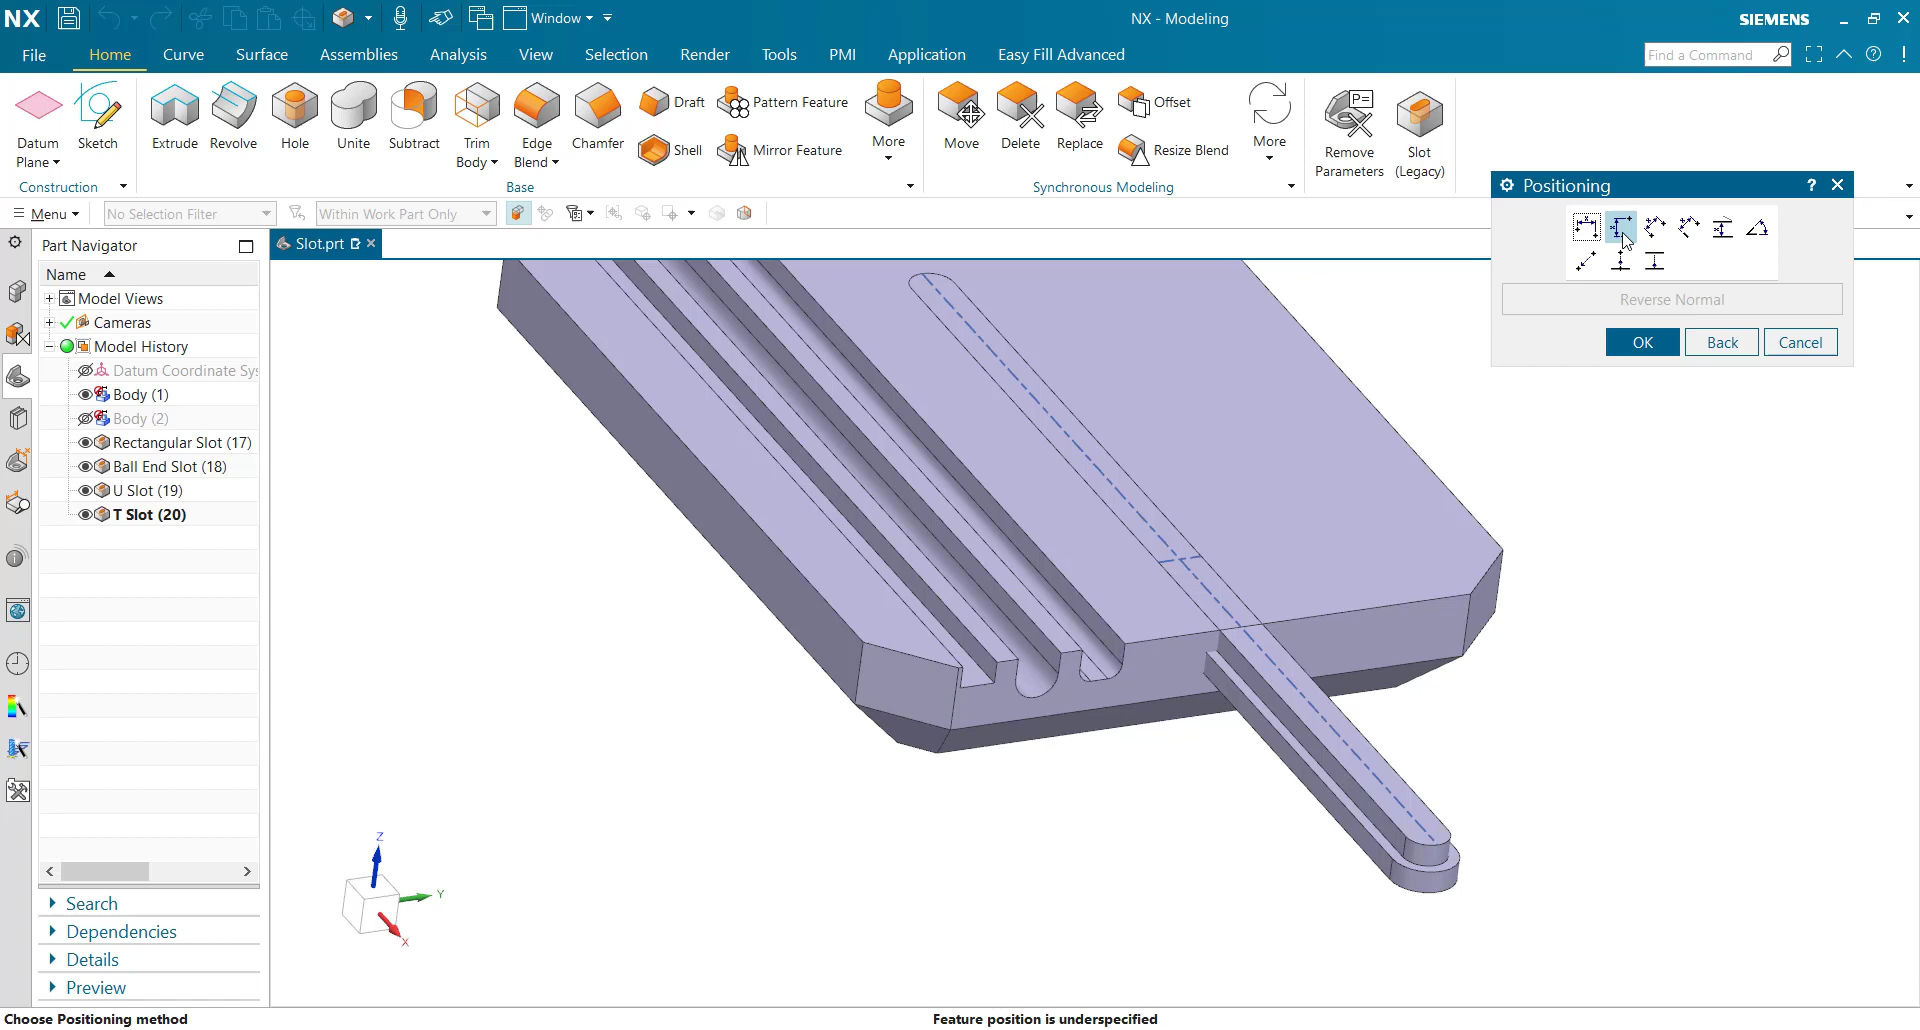 NX
Window
NX - Modeling
SIEMENS
File
Home
Curve
Surface
Assemblies
Analysis
View
Selection
Render
Tools
PMI
Application
Easy Fill Advanced
Find a Command
Datum
Plane
Sketch
Extrude
Revolve
Hole
Unite
Subtract
Trim
Body
Edge
Blend
Chamfer
Draft
Shell
Pattern Feature
Mirror Feature
More
Move
Delete
Replace
Offset
Resize Blend
More
Remove
Parameters
Slot
(Legacy)
Construction
Base
Synchronous Modeling
Menu
No Selection Filter
Within Work Part Only
Positioning
Reverse Normal
OK
Back
Cancel
Part Navigator
Slot.prt
Name
Model Views
Cameras
Model History
Datum Coordinate Sy
Body (1)
Body (2)
Rectangular Slot (17)
Ball End Slot (18)
U Slot (19)
T Slot (20)
Z
Y
X
Search
Dependencies
Details
Preview
Choose Positioning method
Feature position is underspecified